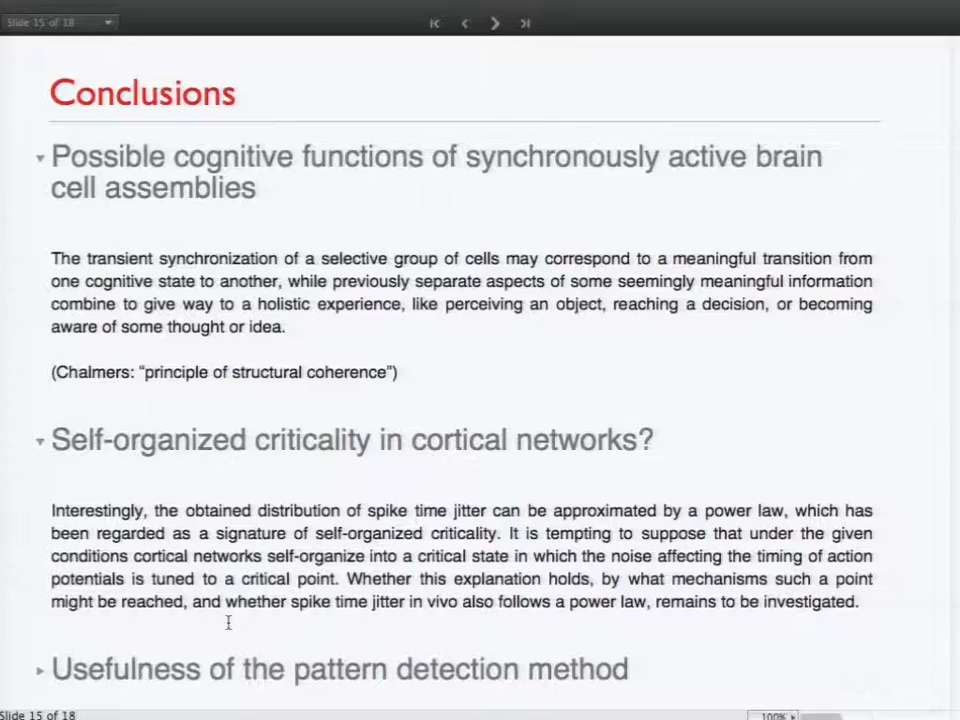 Slide 15 of 18
Conclusions
Possible cognitive functions of synchronously active brain
cell assemblies
The transient synchronization of a selective group of cells may correspond to a meaningful transition from
one cognitive state to another, while previously separate aspects of some seemingly meaningful information
combine to give way to a holistic experience, like perceiving an object, reaching a decision, or becoming
aware of some thought or idea.
(Chalmers: “principle of structural coherence”)
Self-organized criticality in cortical networks?
Interestingly, the obtained distribution of spike time jitter can be approximated by a power law, which has
been regarded as a signature of self-organized criticality. It is tempting to suppose that under the given
conditions cortical networks self-organize into a critical state in which the noise affecting the timing of action
potentials is tuned to a critical point. Whether this explanation holds, by what mechanisms such a point
might be reached, and whether spike time jitter in vivo also follows a power law, remains to be investigated.
Usefulness of the pattern detection method
Slide 15 of 18
100%